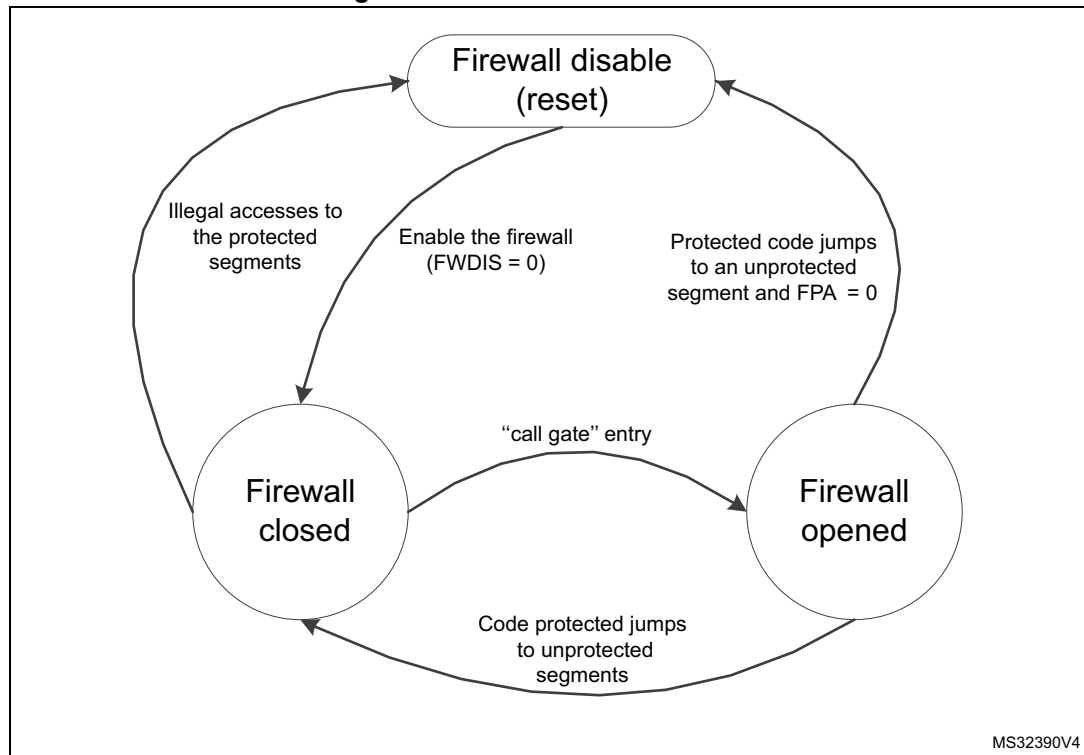 Firewall disable
(reset)
Illegal accesses to
the protected
segments
Enable the firewall
(FWDIS = 0)
Protected code jumps
to an unprotected
segment and FPA  = 0
‘‘call gate’’ entry
Firewall
closed
Firewall
opened
Code protected jumps
to unprotected
segments
MS32390V4